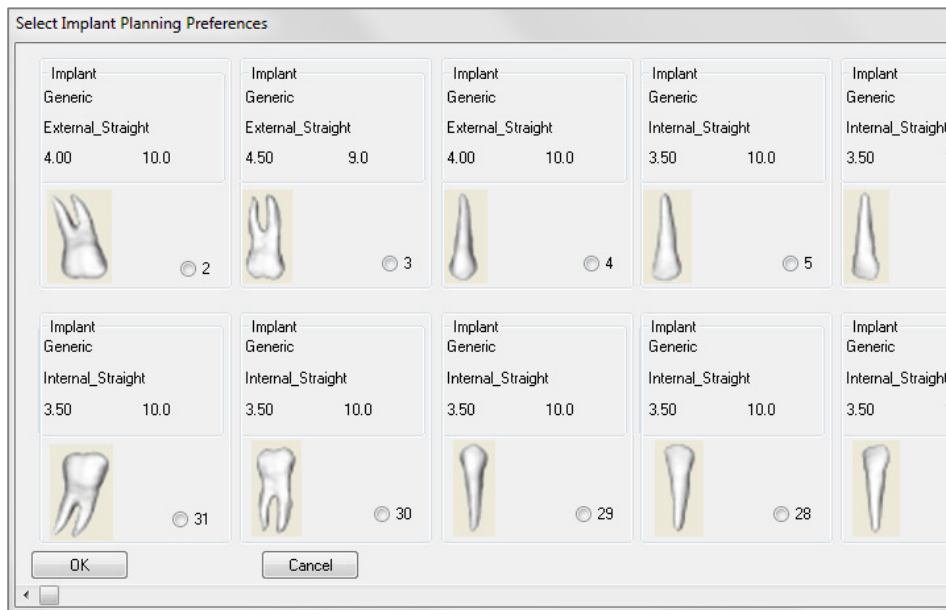 Select Implant Planning Preferences
Implant
Generic
External_Straight
4.00 10.0
2
Implant
Generic
External_Straight
4.50 9.0
3
Implant
Generic
External_Straight
4.00 10.0
4
Implant
Generic
Internal_Straight
3.50 10.0
5
Implant
Generic
Internal_Straight
3.50
Implant
Generic
Internal_Straight
3.50 10.0
31
Implant
Generic
Internal_Straight
3.50 10.0
30
Implant
Generic
Internal_Straight
3.50 10.0
29
Implant
Generic
Internal_Straight
3.50 10.0
28
Implant
Generic
Internal_Straight
3.50
OK Cancel